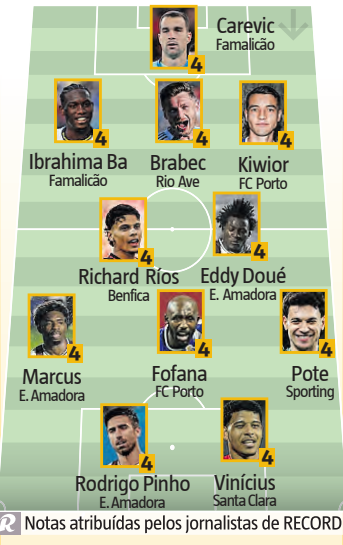 Carevic
Famalicão
4
4
4
4
Ibrahima Ba
Brabec
Kiwior
Famalicão
Rio Ave
FC Porto
4
4
Richard Ríos
Eddy Doué
Benfica
E. Amadora
4
4
4
Marcus
Fofana
Pote
E. Amadora
FC Porto
Sporting
4
4
Rodrigo Pinho
Vinícius
E. Amadora
Santa Clara
R Notas atribuídas pelos jornalistas de RECORD